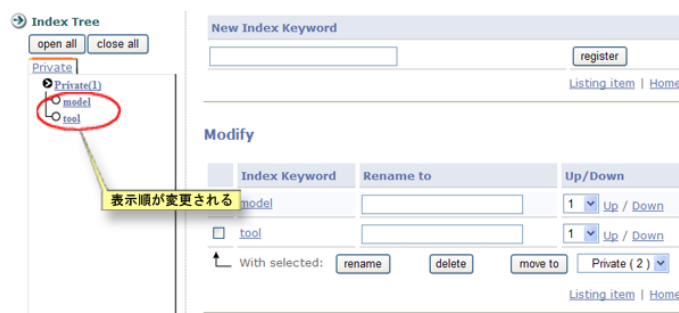 Index Tree
open all
close all
Private
Private(1)
model
tool
表示順が変更される
New Index Keyword
register
Listing item | Home
Modify
Index Keyword Rename to Up/Down
model 1 Up / Down
tool 1 Up / Down
With selected: rename delete move to Private ( 2 )
Listing item | Home